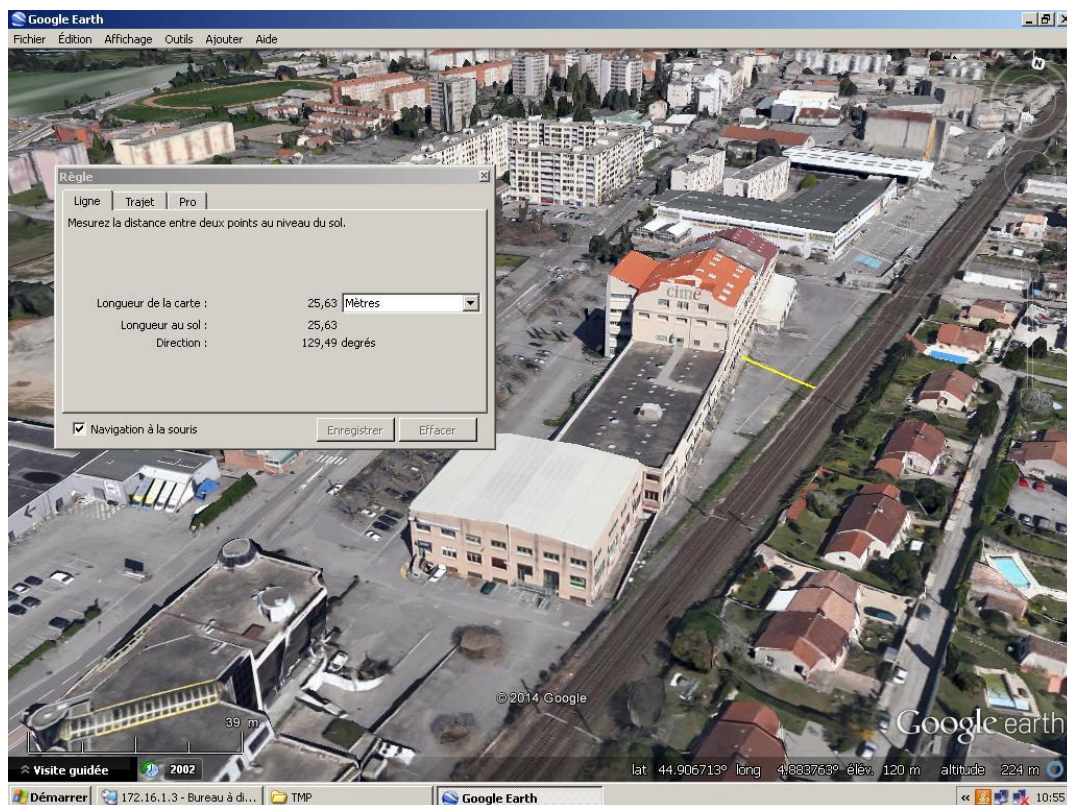 Google Earth
Fichier Édition Affichage Outils Ajouter Aide
N
Règle
Ligne Trajet Pro
Mesurez la distance entre deux points au niveau du sol.
Longueur de la carte : 25,63 Mètres
Longueur au sol : 25,63
Direction : 129,49 degrés
Navigation à la souris Enregistrer Effacer
cime
© 2014 Google
39 m
Google earth
Visite guidée 2002 lat 44.906713° long 4.883763° élév. 120 m altitude 224 m
Démarrer 172.16.1.3 - Bureau à di... TMP Google Earth « 10:55